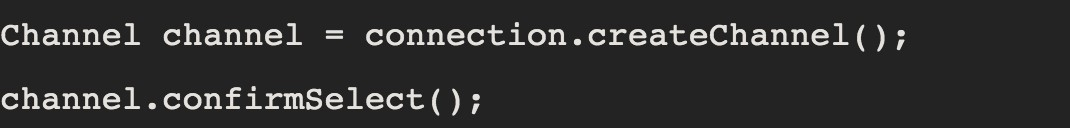 Channel channel = connection.createChannel();
channel.confirmSelect();